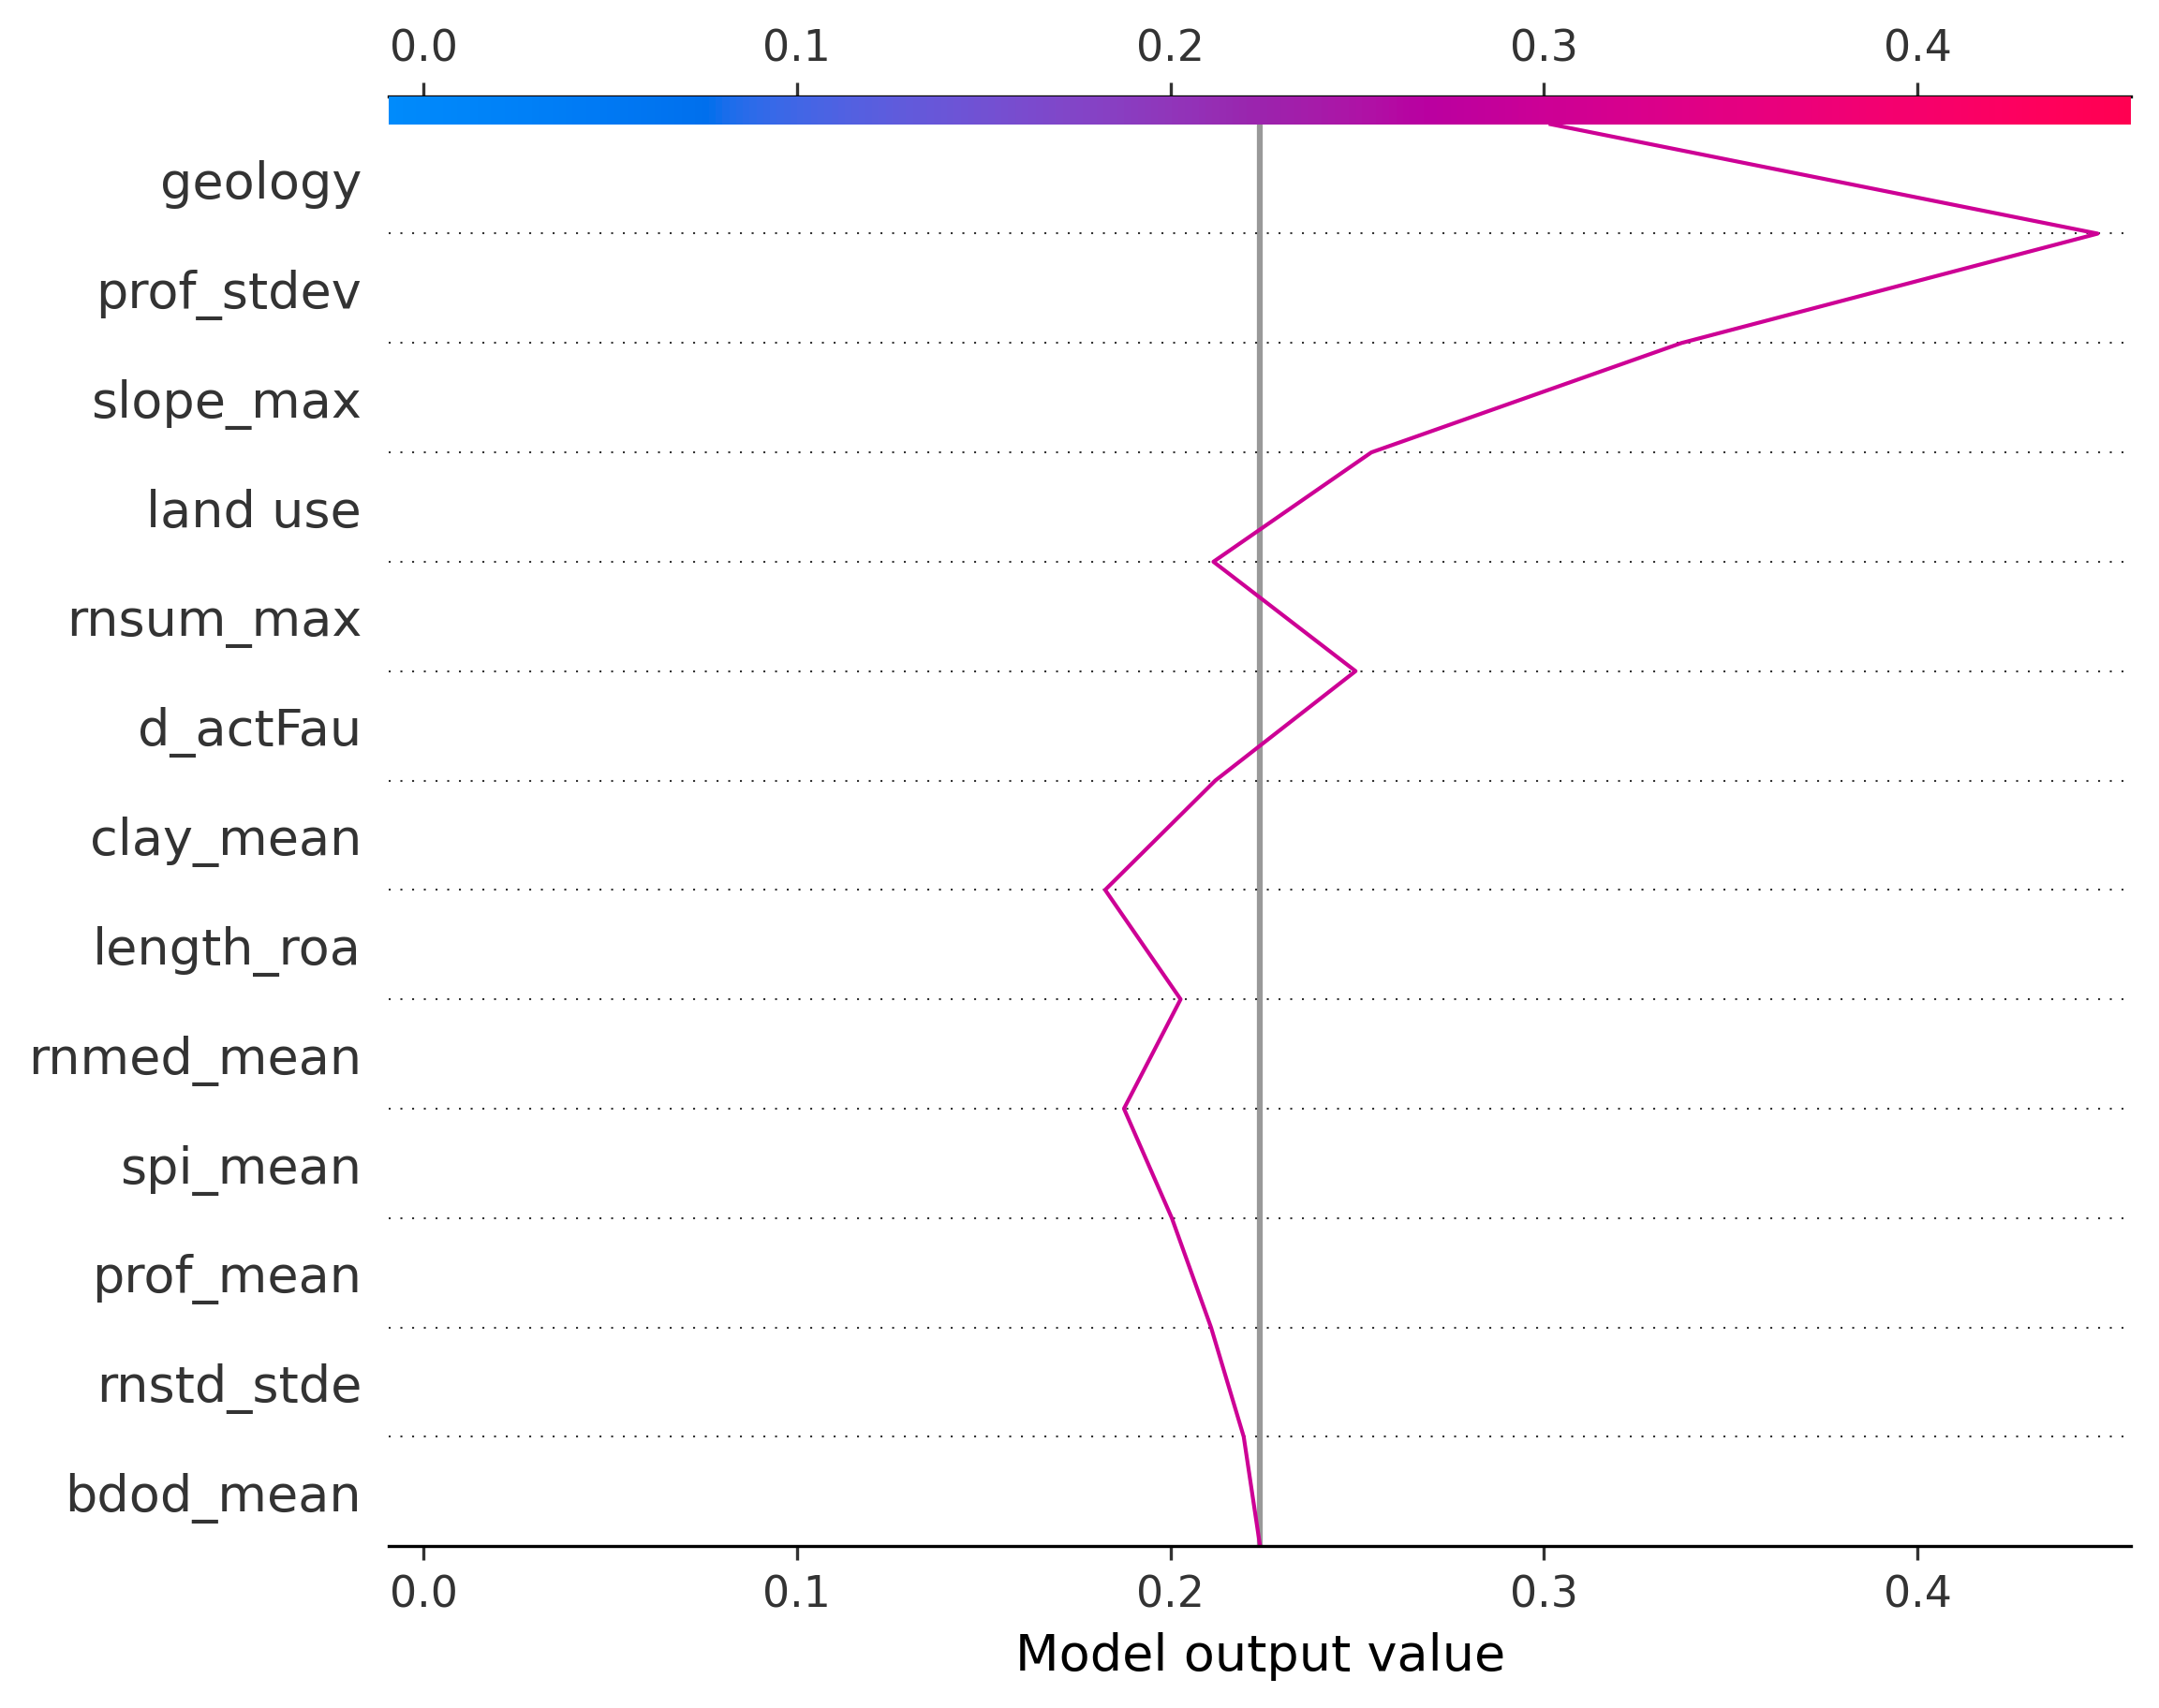 0.0 0.1 0.2 0.3 0.4
geology
prof_stdev
slope_max
land use
rnsum_max
d_actFau
clay_mean
length_roa
rnmed_mean
spi_mean
prof_mean
rnstd_stde
bdod_mean
0.0 0.1 0.2 0.3 0.4
Model output value